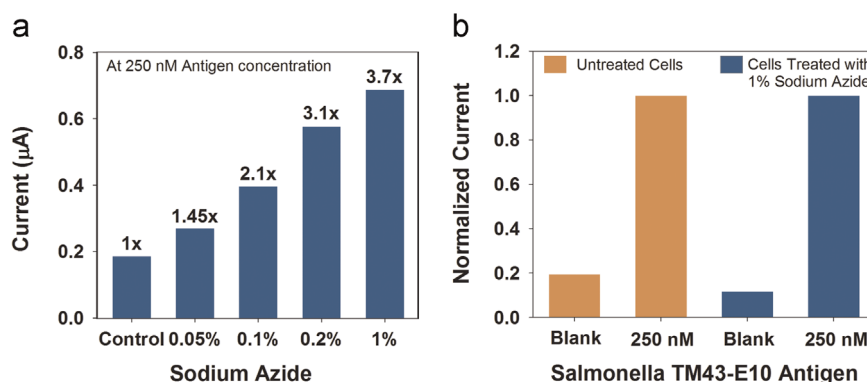 a
At 250 nM Antigen concentration
0.8
0.6
0.4
0.2
0.0
Current (μA)
1x
1.45x
2.1x
3.1x
3.7x
Control 0.05% 0.1% 0.2% 1%
Sodium Azide
b
Untreated Cells
Cells Treated with
1% Sodium Azide
1.2
1.0
0.8
0.6
0.4
0.2
0.0
Normalized Current
Blank 250 nM Blank 250 nM
Salmonella TM43-E10 Antigen